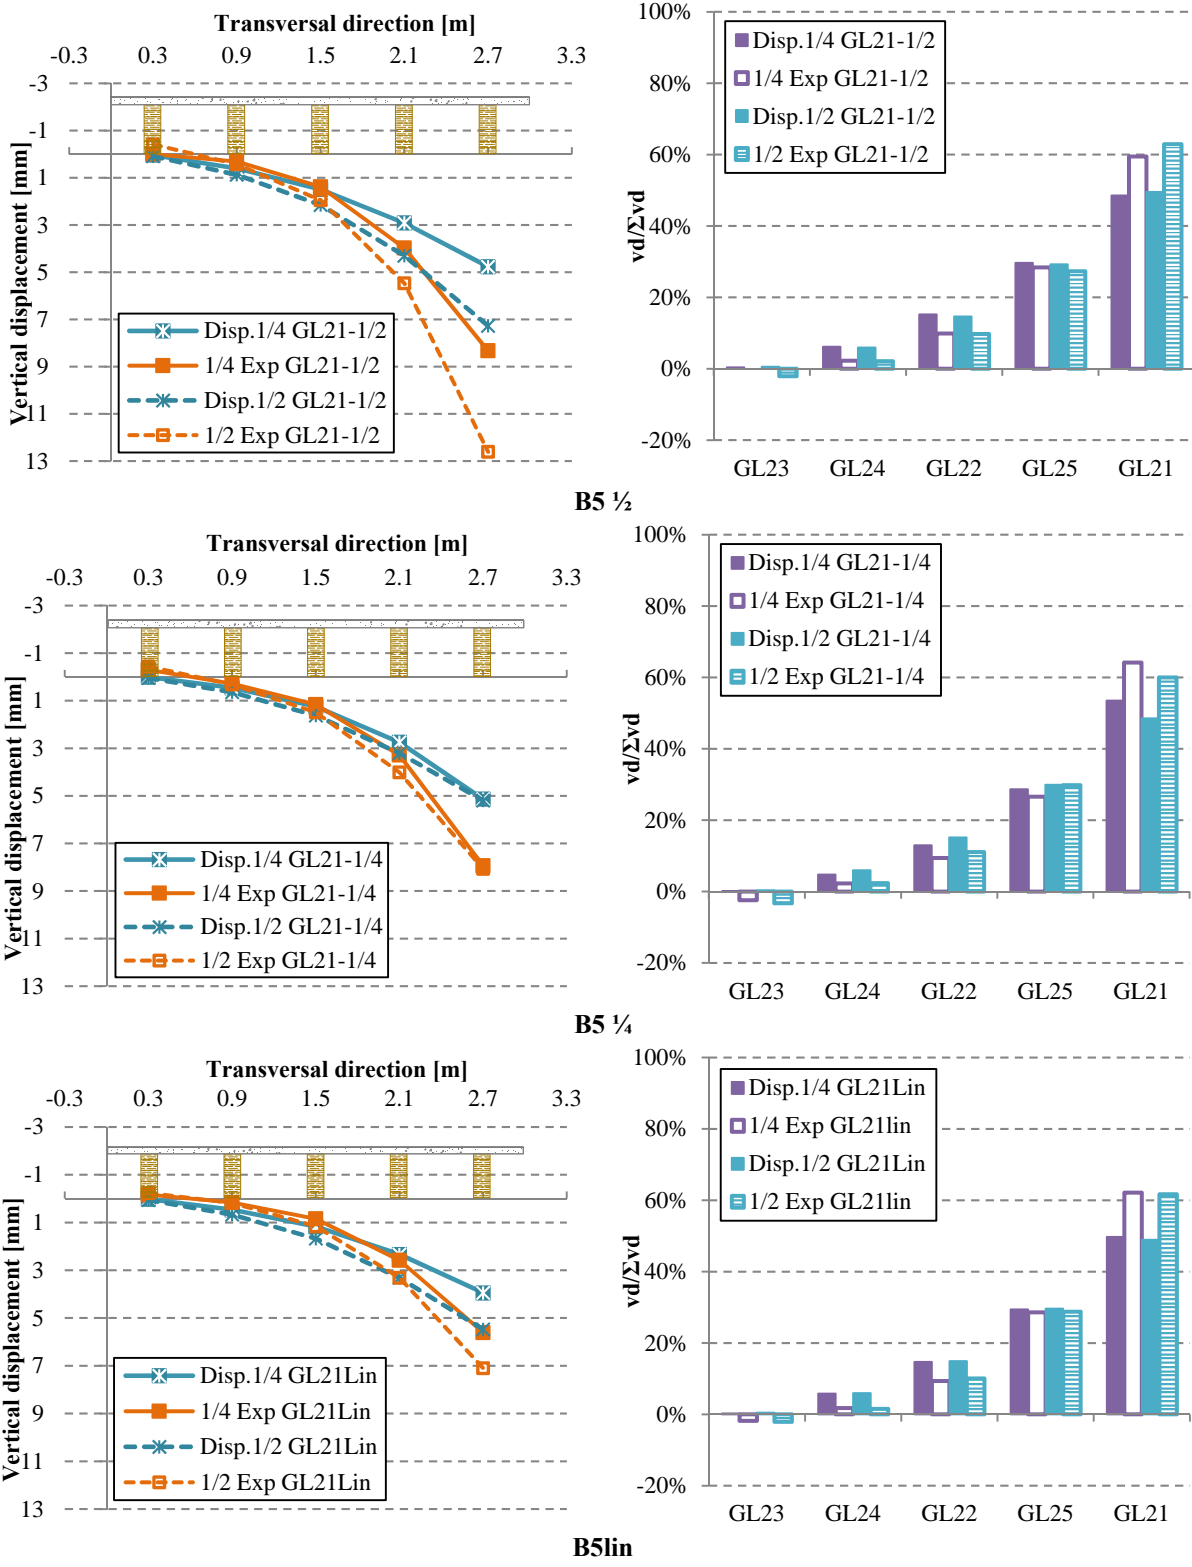 Transversal direction [m]
-0.3 0.3 0.9 1.5 2.1 2.7 3.3
-3
-1
1
3
5
7
9
11
13
Vertical displacement [mm]
Disp.1/4 GL21-1/2
1/4 Exp GL21-1/2
Disp.1/2 GL21-1/2
1/2 Exp GL21-1/2
100%
80%
60%
40%
20%
0%
-20%
vd/Σvd
Disp.1/4 GL21-1/2
1/4 Exp GL21-1/2
Disp.1/2 GL21-1/2
1/2 Exp GL21-1/2
GL23 GL24 GL22 GL25 GL21
B5 ½
Transversal direction [m]
-0.3 0.3 0.9 1.5 2.1 2.7 3.3
-3
-1
1
3
5
7
9
11
13
Vertical displacement [mm]
Disp.1/4 GL21-1/4
1/4 Exp GL21-1/4
Disp.1/2 GL21-1/4
1/2 Exp GL21-1/4
100%
80%
60%
40%
20%
0%
-20%
vd/Σvd
Disp.1/4 GL21-1/4
1/4 Exp GL21-1/4
Disp.1/2 GL21-1/4
1/2 Exp GL21-1/4
GL23 GL24 GL22 GL25 GL21
B5 ¼
Transversal direction [m]
-0.3 0.3 0.9 1.5 2.1 2.7 3.3
-3
-1
1
3
5
7
9
11
13
Vertical displacement [mm]
Disp.1/4 GL21Lin
1/4 Exp GL21Lin
Disp.1/2 GL21Lin
1/2 Exp GL21Lin
100%
80%
60%
40%
20%
0%
-20%
vd/Σvd
Disp.1/4 GL21Lin
1/4 Exp GL21lin
Disp.1/2 GL21Lin
1/2 Exp GL21lin
GL23 GL24 GL22 GL25 GL21
B5lin